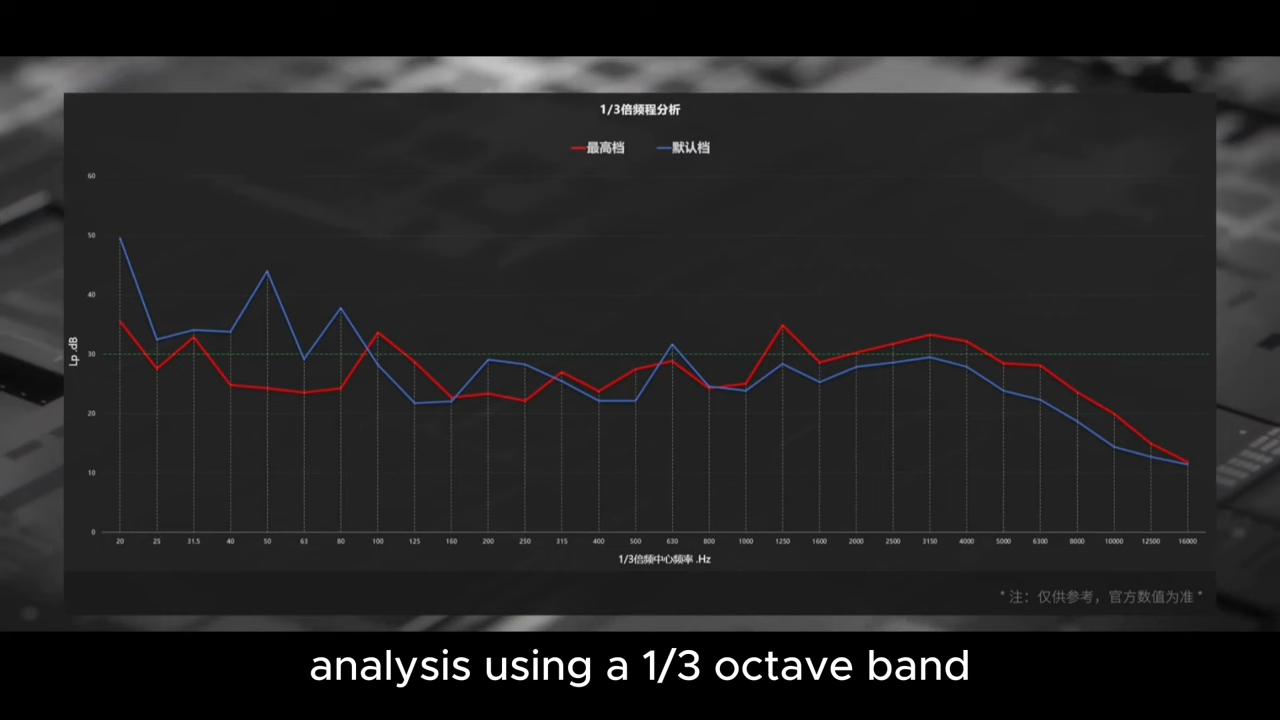 1/3倍频程分析
最高档 默认档
60
50
40
30
20
10
0
Lp .dB
20 25 31.5 40 50 63 80 100 125 160 200 250 315 400 500 630 800 1000 1250 1600 2000 2500 3150 4000 5000 6300 8000 10000 12500 16000
1/3倍频中心频率 .Hz
* 注：仅供参考，官方数值为准 *
analysis using a 1/3 octave band